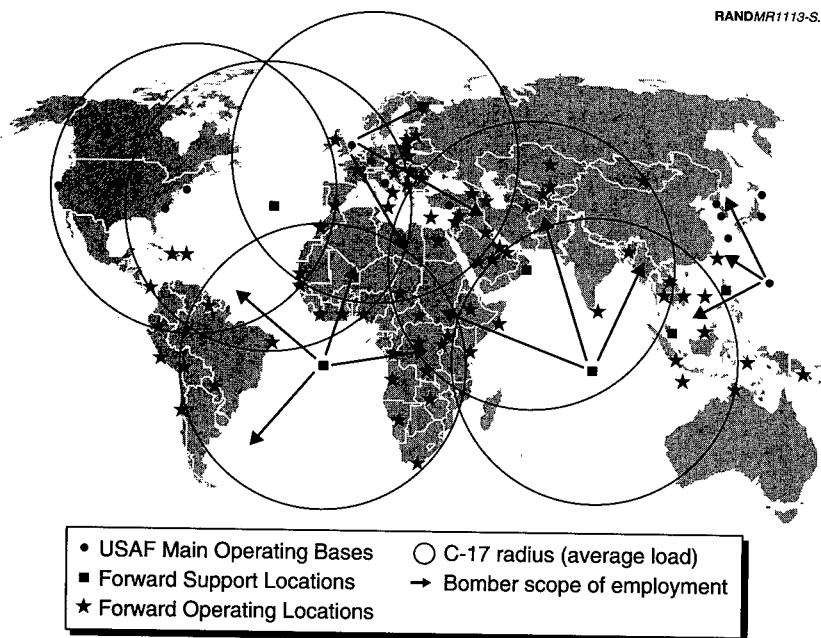 RANDMR1113-S.
USAF Main Operating Bases
Forward Support Locations
Forward Operating Locations
C-17 radius (average load)
Bomber scope of employment